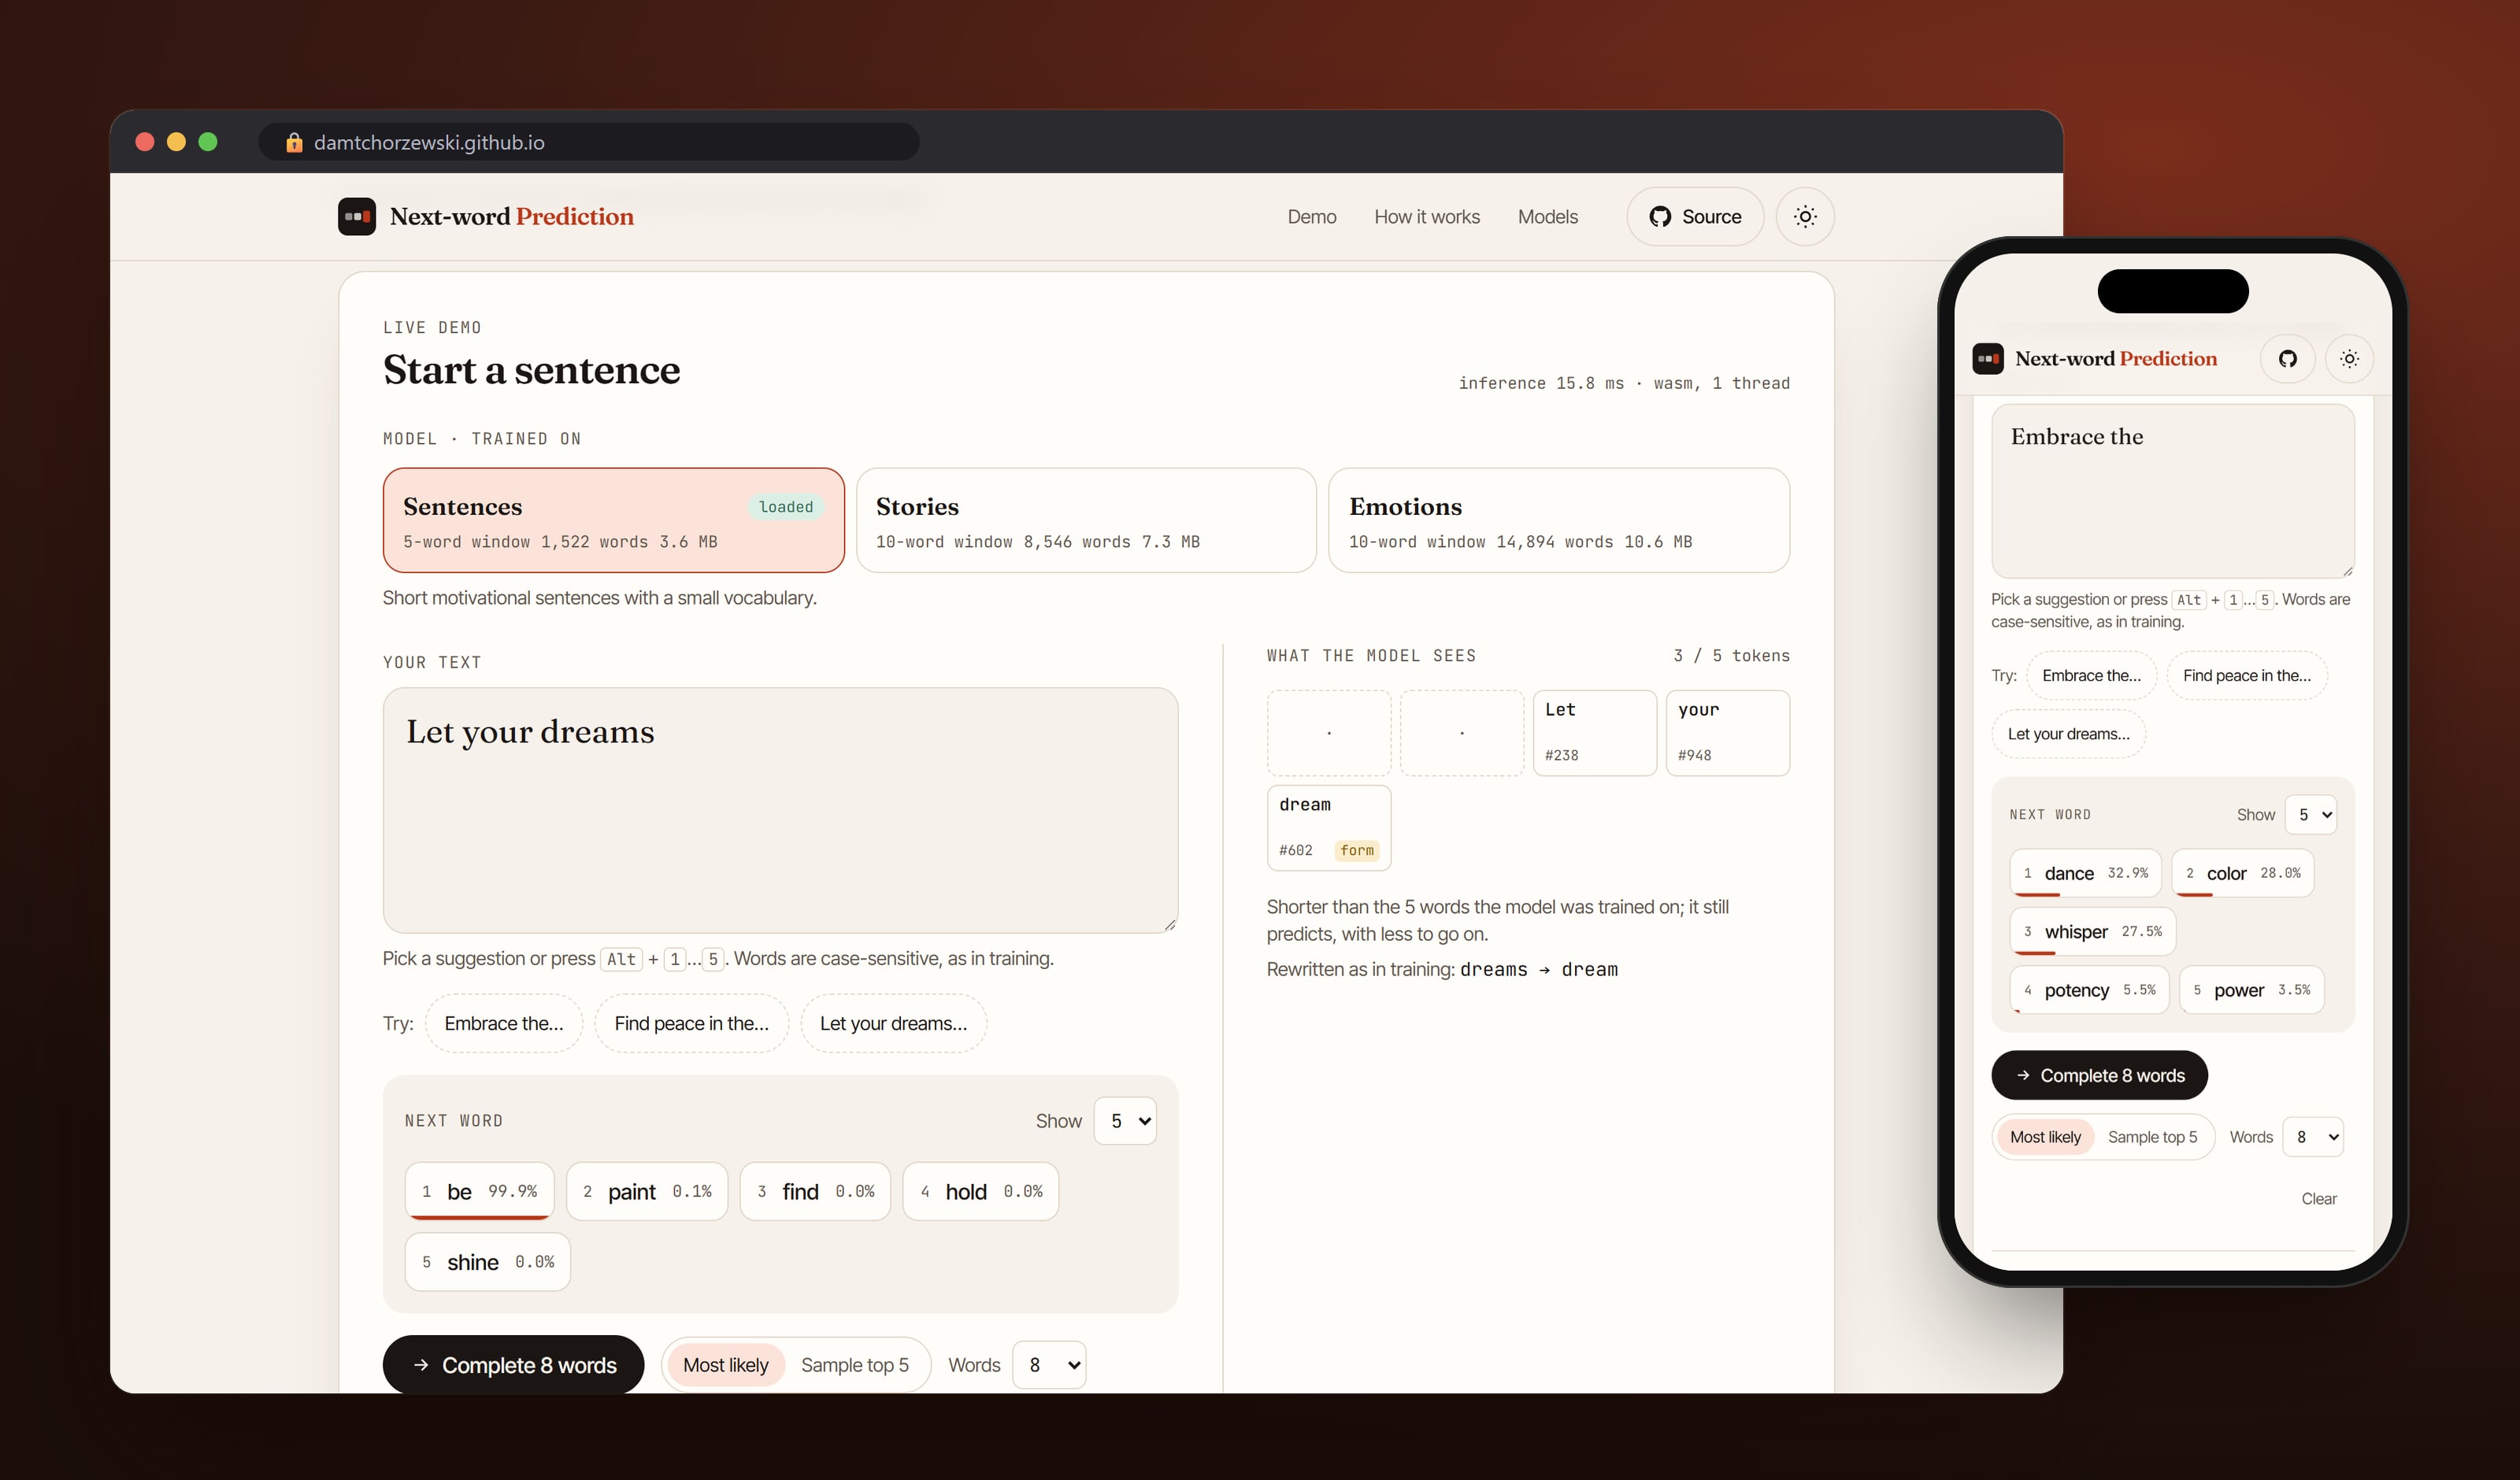 damtchorzewski.github.io
Next-word Prediction
Demo How it works Models Source
LIVE DEMO
Start a sentence
inference 15.8 ms · wasm, 1 thread
MODEL · TRAINED ON
Sentences loaded
5-word window 1,522 words 3.6 MB
Stories
10-word window 8,546 words 7.3 MB
Emotions
10-word window 14,894 words 10.6 MB
Short motivational sentences with a small vocabulary.
YOUR TEXT
Let your dreams
Pick a suggestion or press Alt + 1...5. Words are case-sensitive, as in training.
Try: Embrace the... Find peace in the... Let your dreams...
NEXT WORD Show 5
1 be 99.9% 2 paint 0.1% 3 find 0.0% 4 hold 0.0%
5 shine 0.0%
→ Complete 8 words Most likely Sample top 5 Words 8
WHAT THE MODEL SEES 3 / 5 tokens
· · Let your
#238 #948
dream
#602 form
Shorter than the 5 words the model was trained on; it still
predicts, with less to go on.
Rewritten as in training: dreams → dream
Next-word Prediction
Embrace the
Pick a suggestion or press Alt + 1...5. Words are
case-sensitive, as in training.
Try: Embrace the... Find peace in the...
Let your dreams...
NEXT WORD Show 5
1 dance 32.9% 2 color 28.0%
3 whisper 27.5%
4 potency 5.5% 5 power 3.5%
→ Complete 8 words
Most likely Sample top 5 Words 8
Clear